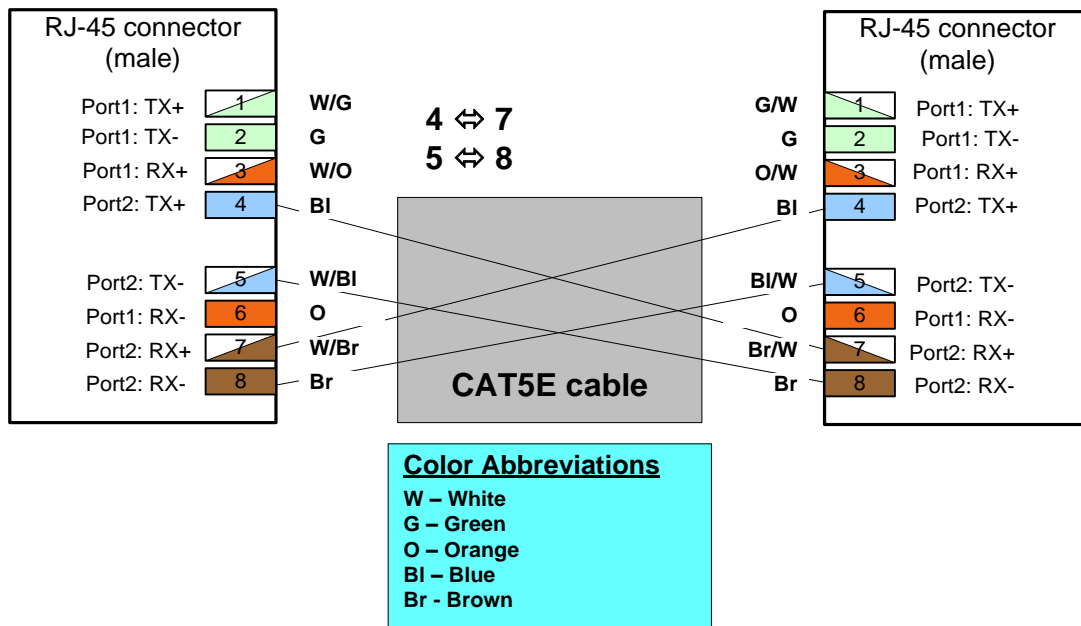 RJ-45 connector
(male)
Port1: TX+ 1 W/G
Port1: TX- 2 G
Port1: RX+ 3 W/O
Port2: TX+ 4 Bl
Port2: TX- 5 W/Bl
Port1: RX- 6 O
Port2: RX+ 7 W/Br
Port2: RX- 8 Br
4 ⇔ 7
5 ⇔ 8
CAT5E cable
RJ-45 connector
(male)
G/W 1 Port1: TX+
G 2 Port1: TX-
O/W 3 Port1: RX+
Bl 4 Port2: TX+
Bl/W 5 Port2: TX-
O 6 Port1: RX-
Br/W 7 Port2: RX+
Br 8 Port2: RX-
Color Abbreviations
W – White
G – Green
O – Orange
Bl – Blue
Br - Brown